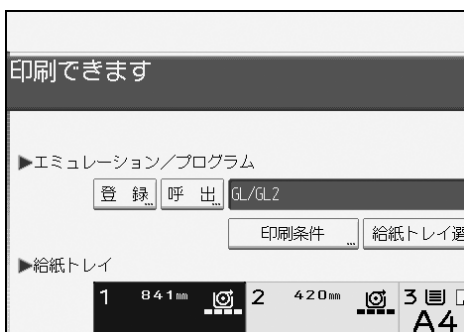 印刷できます
▶エミュレーション／プログラム
登 録 呼 出 GL/GL2
印刷条件 給紙トレイ選
▶給紙トレイ
1 841mm 2 420mm 3
A4